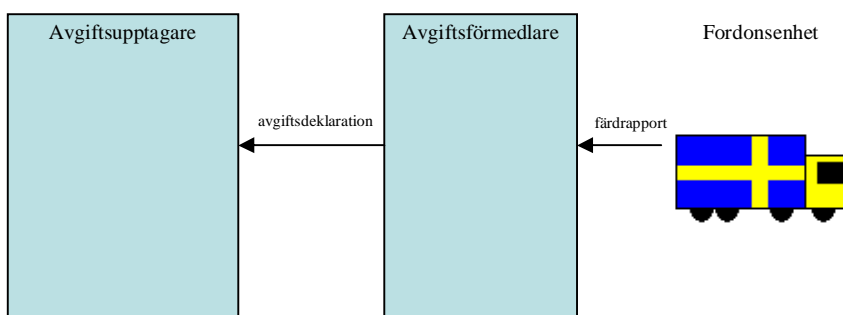 Avgiftsupptagare
Avgiftsförmedlare
Fordonsenhet
avgiftsdeklaration
färdrapport